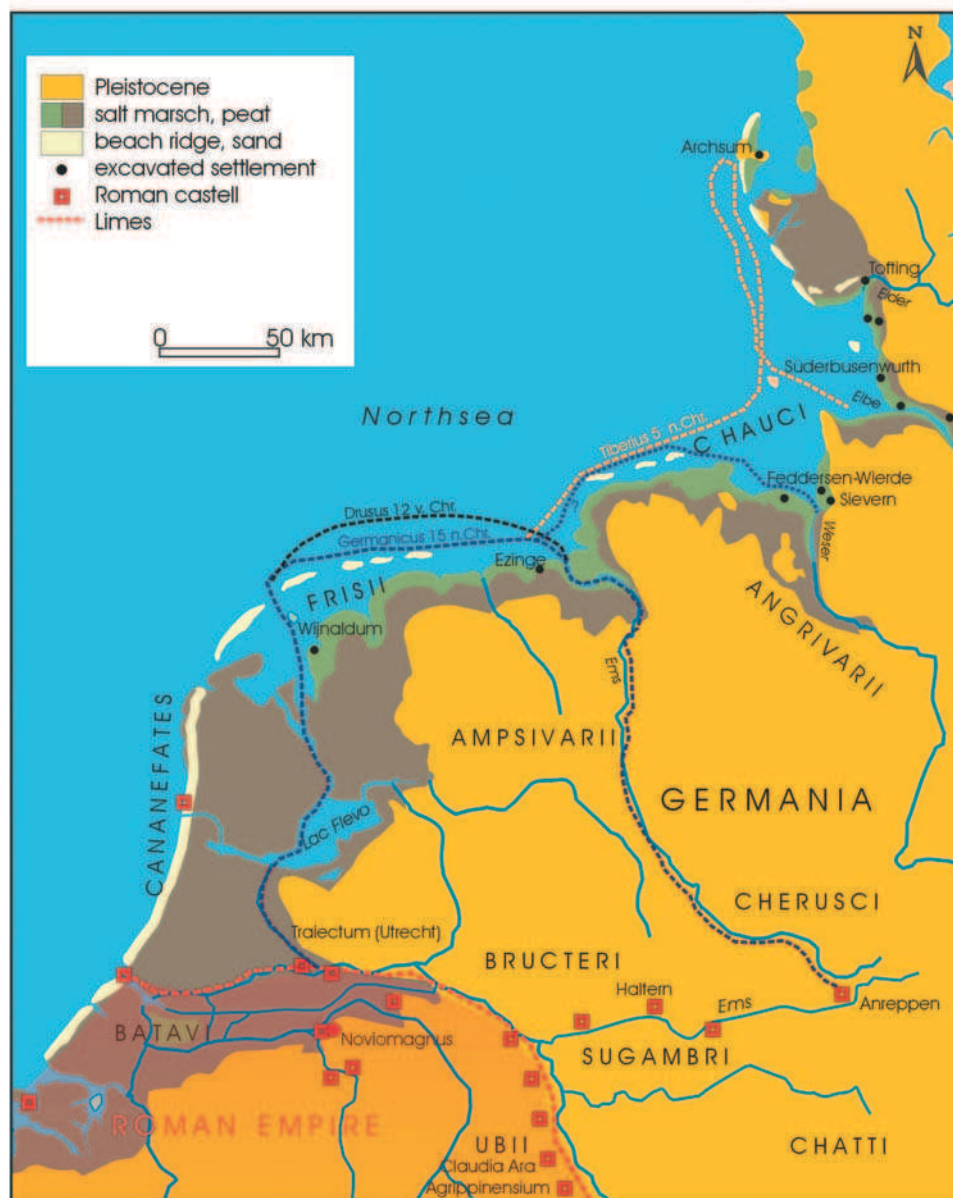 N
Pleistocene
salt marsch, peat
beach ridge, sand
excavated settlement
Roman castell
Limes
0 50 km
Archsum
Tofting
Eider
Süderbusenwurth
Elbe
Northsea
CHAUCI
Tiberius 5 n.Chr.
Feddersen-Wierde
Sievern
Weser
Drusus 12 v. Chr.
Germanicus 15 n.Chr.
Ezinge
FRISII
Wijnaldum
ANGRIVARII
Ems
AMPSIVARII
CANANEFATES
GERMANIA
Lac Flevo
CHERUSCI
Traiectum (Utrecht)
BRUCTERI
Haltern
Ems
Anreppen
BATAVI
Noviomagnus
SUGAMBRI
ROMAN EMPIRE
UBII
CHATTI
Claudia Ara
Agrippinensium